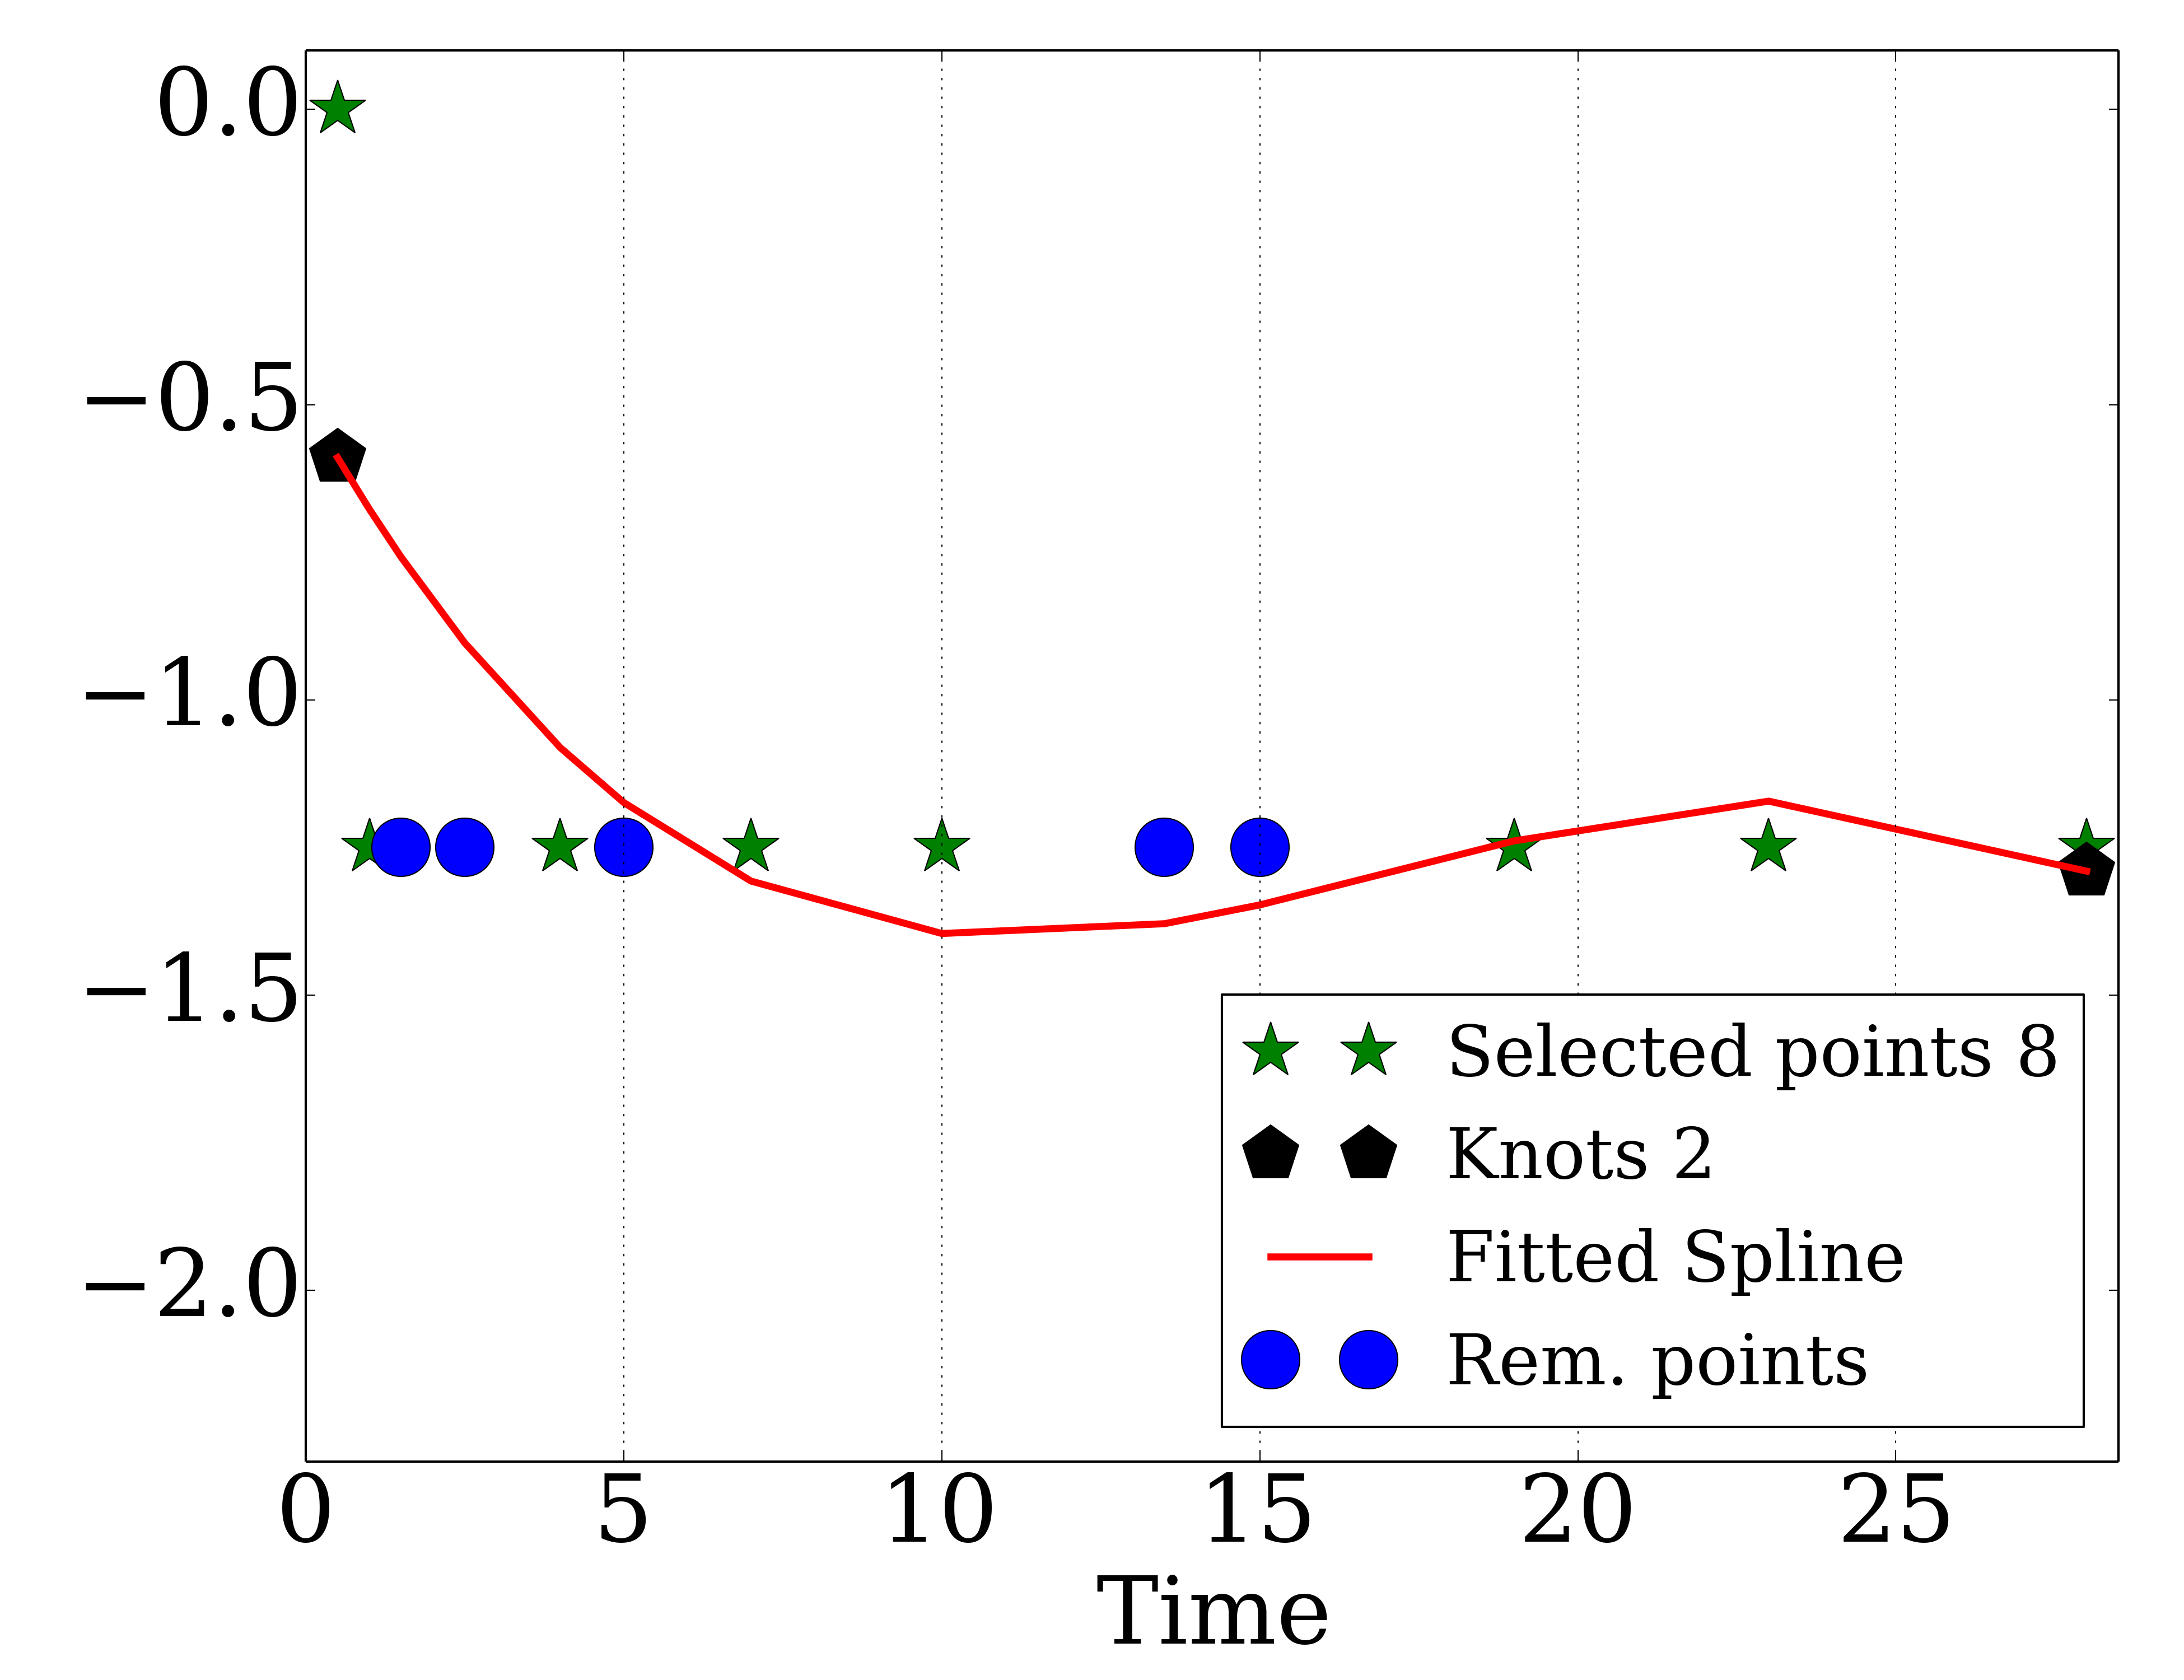 0.0
−0.5
−1.0
−1.5
−2.0
Selected points 8
Knots 2
Fitted Spline
Rem. points
0 5 10 15 20 25
Time